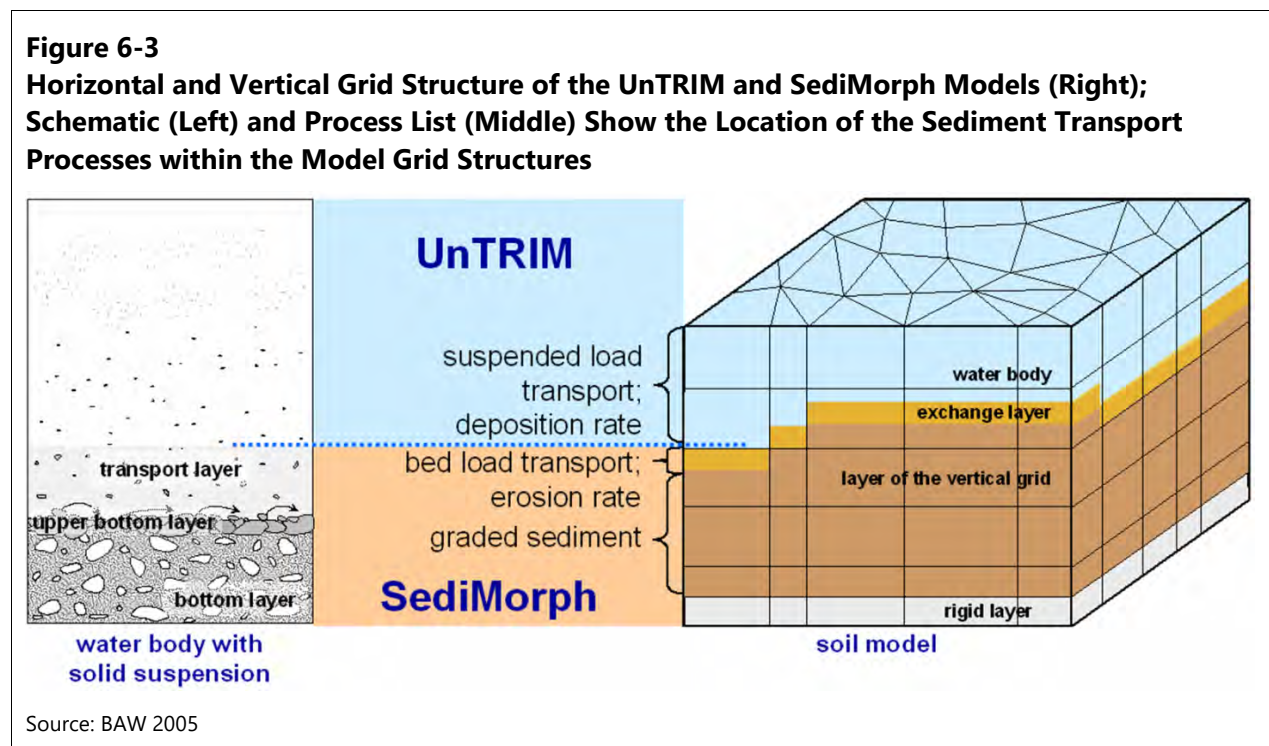 Figure 6-3
Horizontal and Vertical Grid Structure of the UnTRIM and SediMorph Models (Right);
Schematic (Left) and Process List (Middle) Show the Location of the Sediment Transport
Processes within the Model Grid Structures
UnTRIM
suspended load
transport;
deposition rate
bed load transport;
erosion rate
graded sediment
SediMorph
transport layer
upper bottom layer
bottom layer
water body with
solid suspension
water body
exchange layer
layer of the vertical grid
rigid layer
soil model
Source: BAW 2005